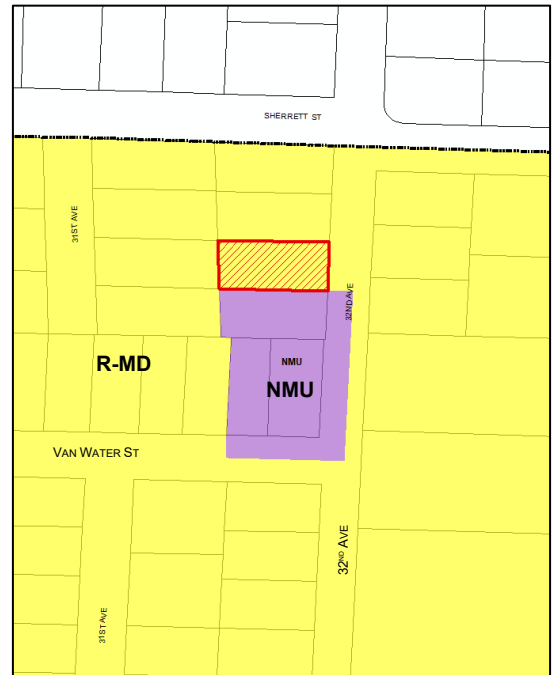 SHERRETT ST
31ST AVE
32ND AVE
R-MD
NMU
NMU
VAN WATER ST
32ND AVE
31ST AVE